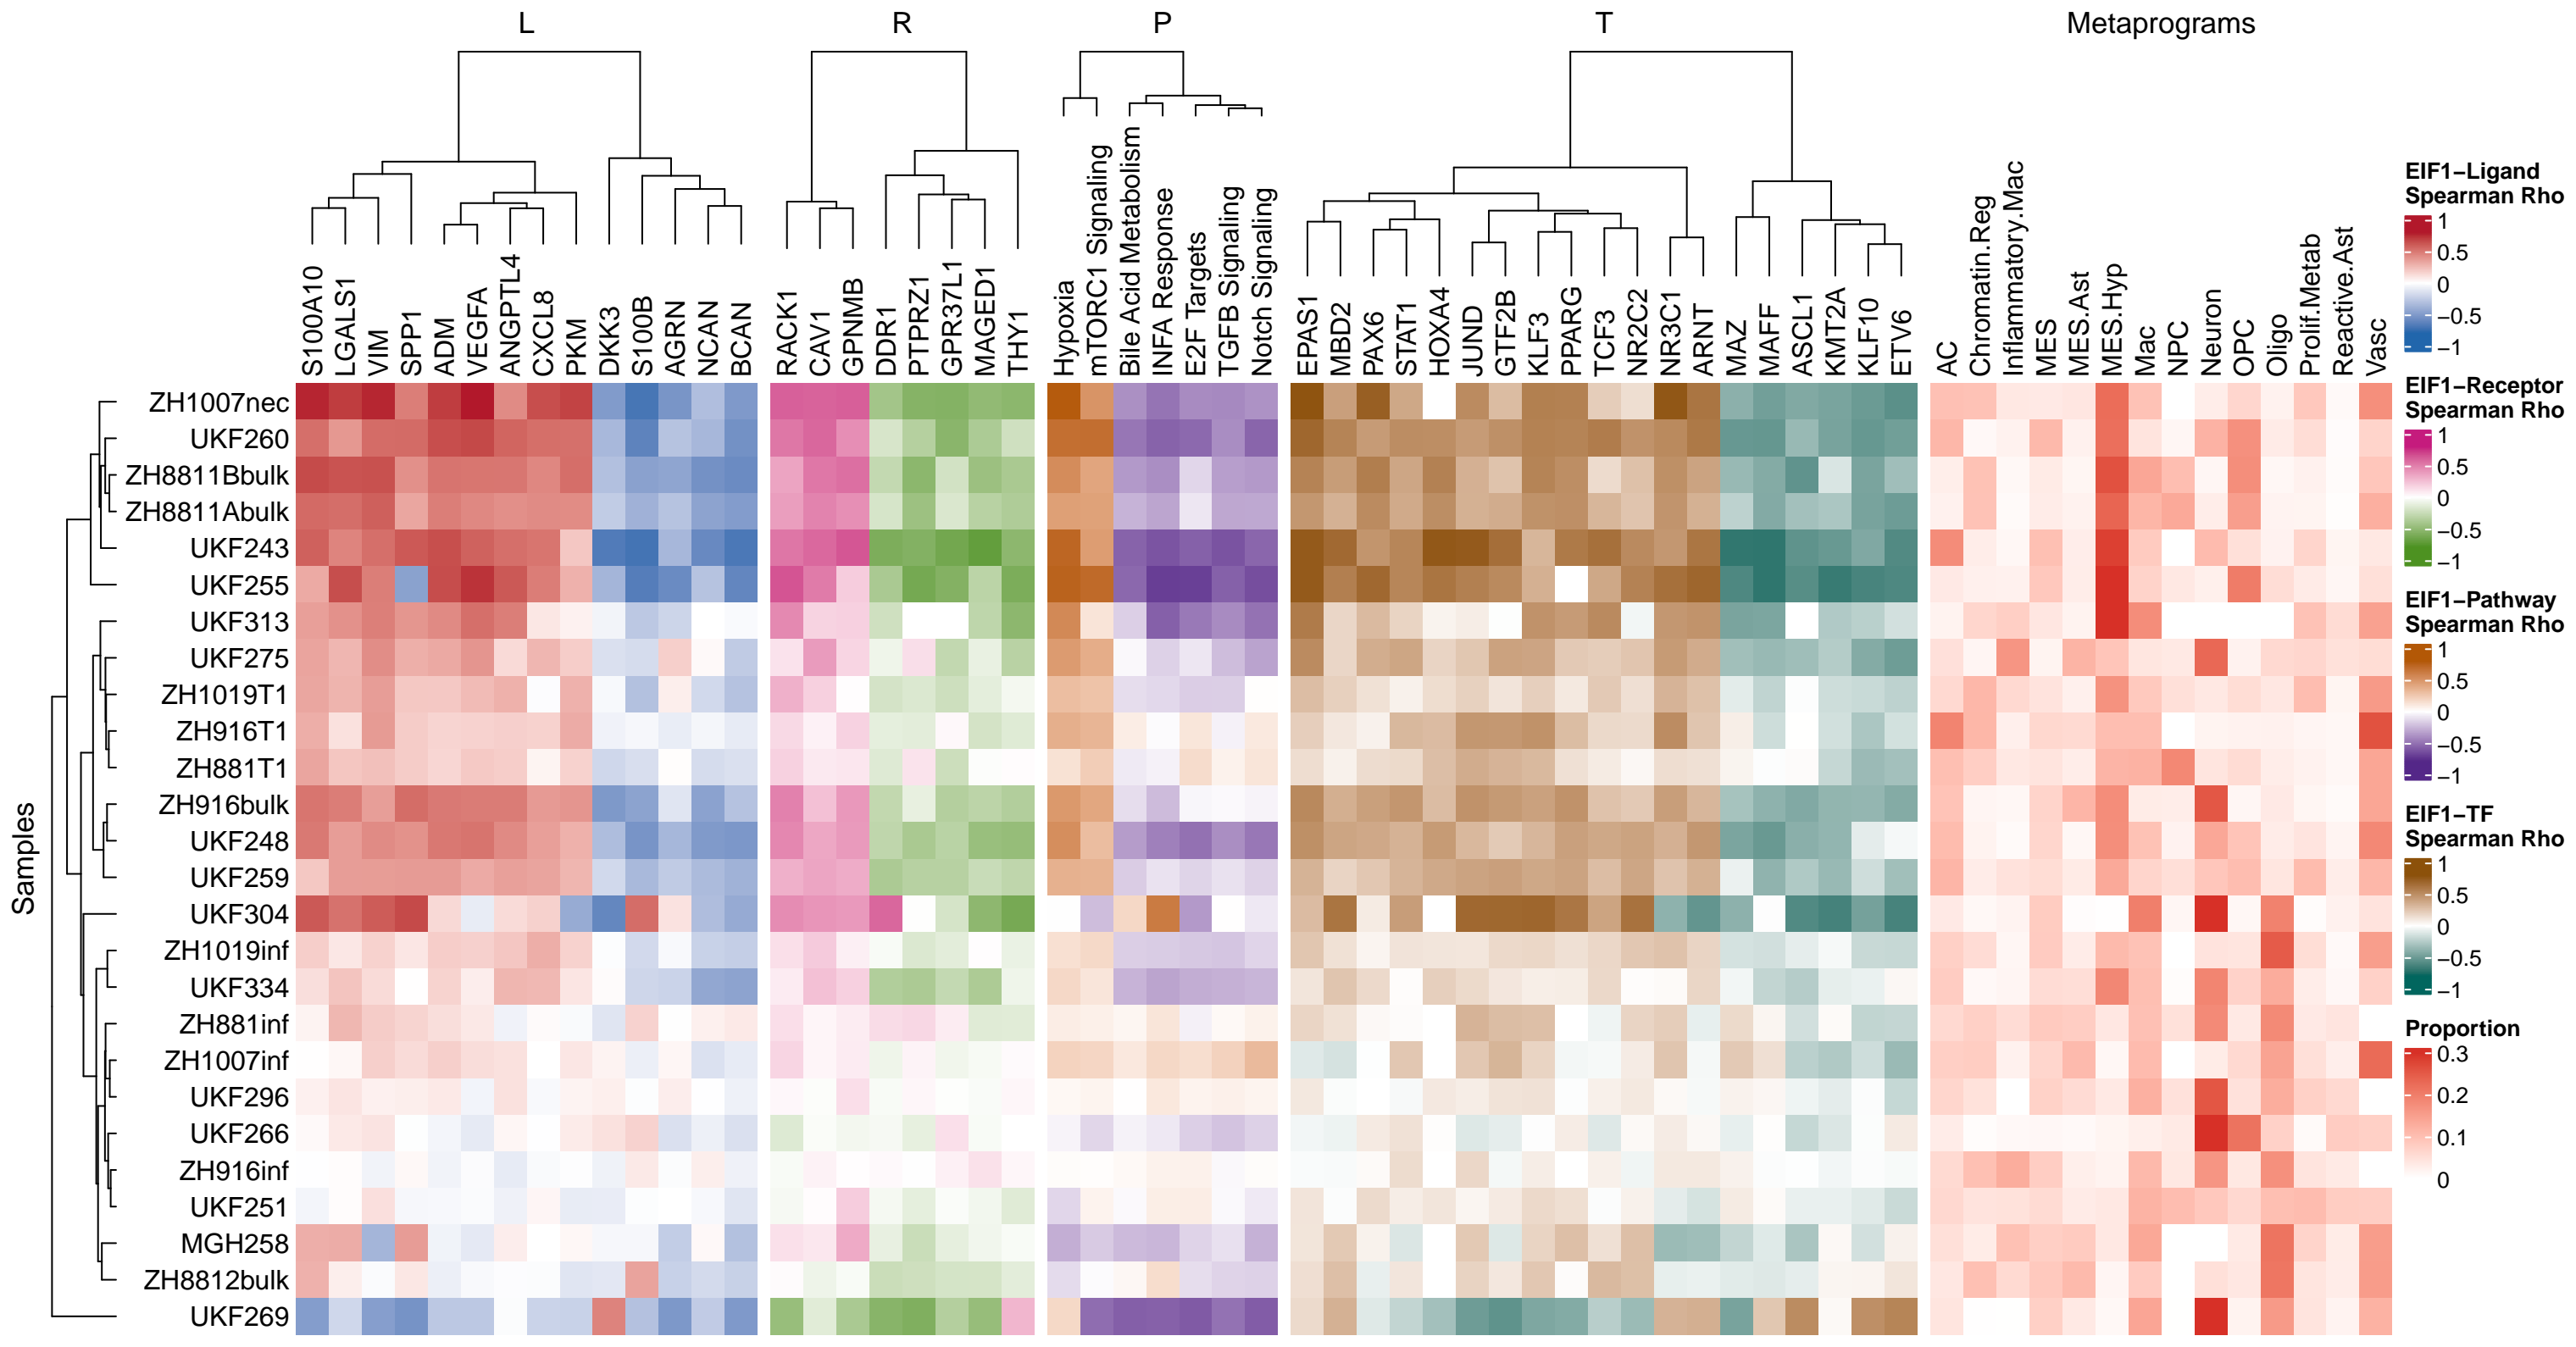 L R P T Metaprograms
S100A10 LGALS1 VIM SPP1 ADM VEGFA ANGPTL4 CXCL8 PKM DKK3 S100B AGRN NCAN BCAN
RACK1 CAV1 GPNMB DDR1 PTPRZ1 GPR37L1 MAGED1 THY1
Hypoxia
mTORC1 Signaling
Bile Acid Metabolism
INFA Response
E2F Targets
TGFB Signaling
Notch Signaling
EPAS1 MBD2 PAX6 STAT1 HOXA4 JUND GTF2B KLF3 PPARG TCF3 NR2C2 NR3C1 ARNT MAZ MAFF ASCL1 KMT2A KLF10 ETV6
AC Chromatin.Reg Inflammatory.Mac MES MES.Ast MES.Hyp Mac NPC Neuron OPC Oligo Prolif.Metab Reactive.Ast Vasc
Samples
ZH1007nec
UKF260
ZH8811Bbulk
ZH8811Abulk
UKF243
UKF255
UKF313
UKF275
ZH1019T1
ZH916T1
ZH881T1
ZH916bulk
UKF248
UKF259
UKF304
ZH1019inf
UKF334
ZH881inf
ZH1007inf
UKF296
UKF266
ZH916inf
UKF251
MGH258
ZH8812bulk
UKF269
EIF1−Ligand
Spearman Rho
1
0.5
0
−0.5
−1
EIF1−Receptor
Spearman Rho
1
0.5
0
−0.5
−1
EIF1−Pathway
Spearman Rho
1
0.5
0
−0.5
−1
EIF1−TF
Spearman Rho
1
0.5
0
−0.5
−1
Proportion
0.3
0.2
0.1
0